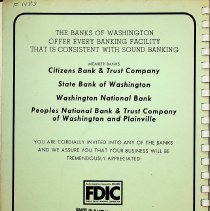 THE BANKS OF WASHINGTON
OFFER EVERY BANKING FACILITY
THAT IS CONSISTENT WITH SOUND BANKING
MEMBER BANKS
Citizens Bank & Trust Company
State Bank of Washington
Washington National Bank
Peoples National Bank & Trust Company
of Washington and Plainville
YOU ARE CORDIALLY INVITED INTO ANY OF THE BANKS
AND WE ASSURE YOU THAT YOUR BUSINESS WILL BE
TREMENDOUSLY APPRECIATED
FDIC